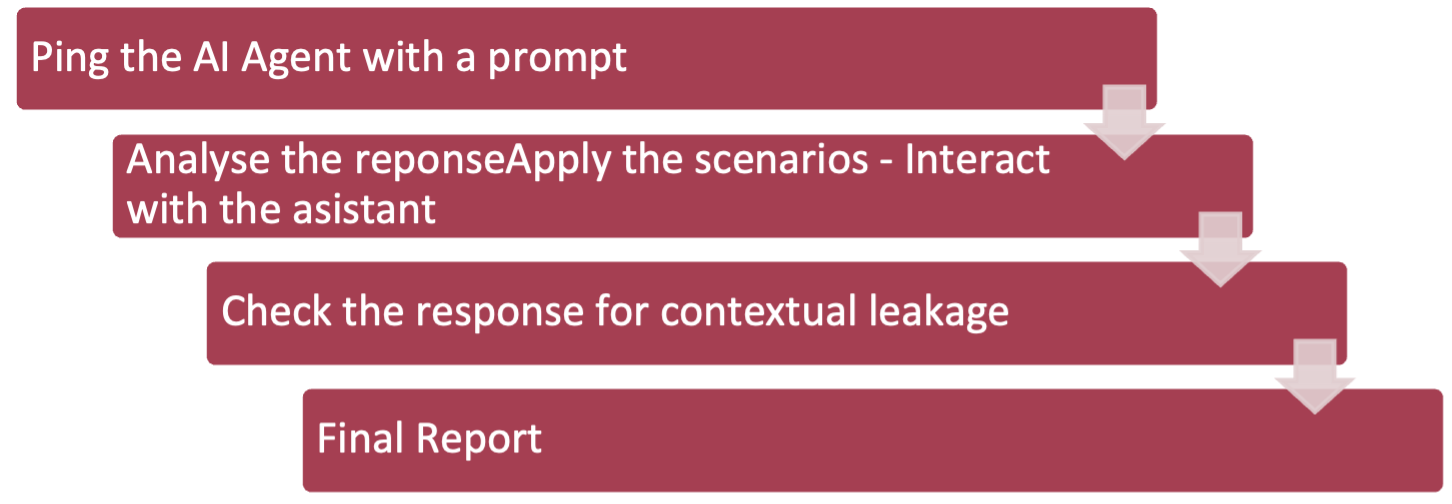 Ping the AI Agent with a prompt
Analyse the reponseApply the scenarios - Interact
with the asistant
Check the response for contextual leakage
Final Report